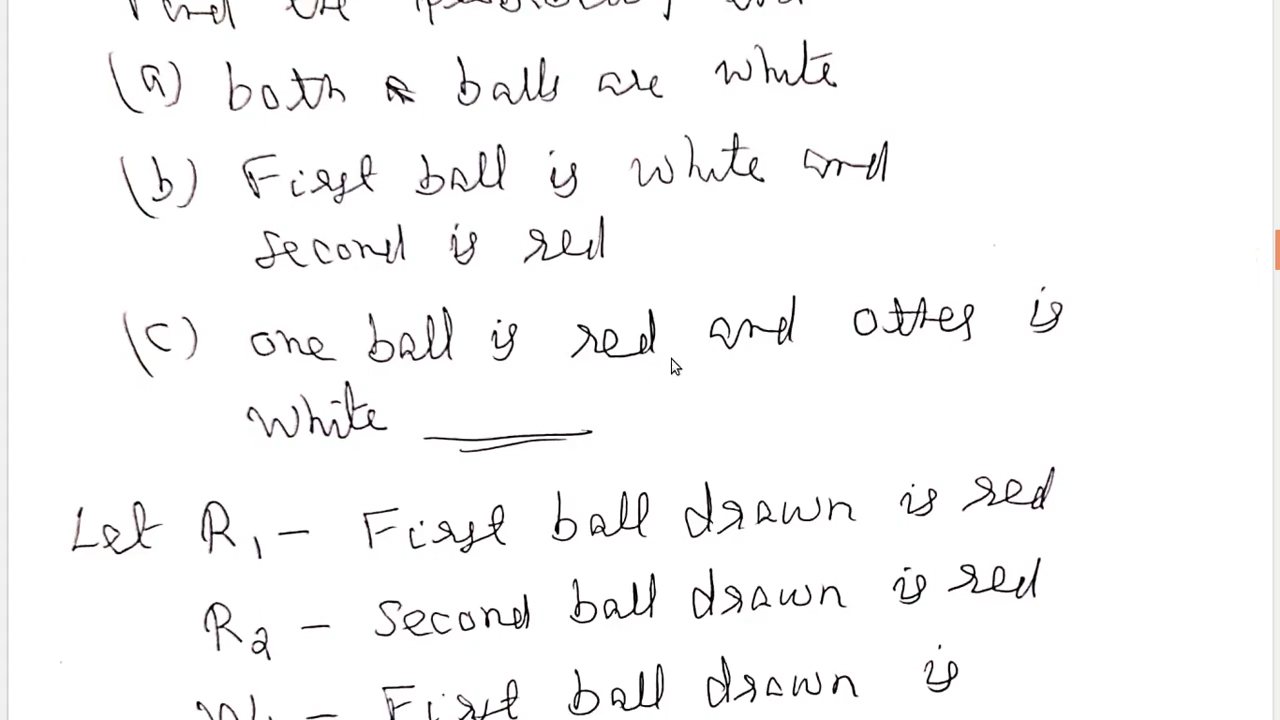 (a) both balls are white
(b) First ball is white and
second is red
(c) one ball is red and other is
white
Let R₁ - First ball drawn is red
R₂ - Second ball drawn is red
W₁ - First ball drawn is